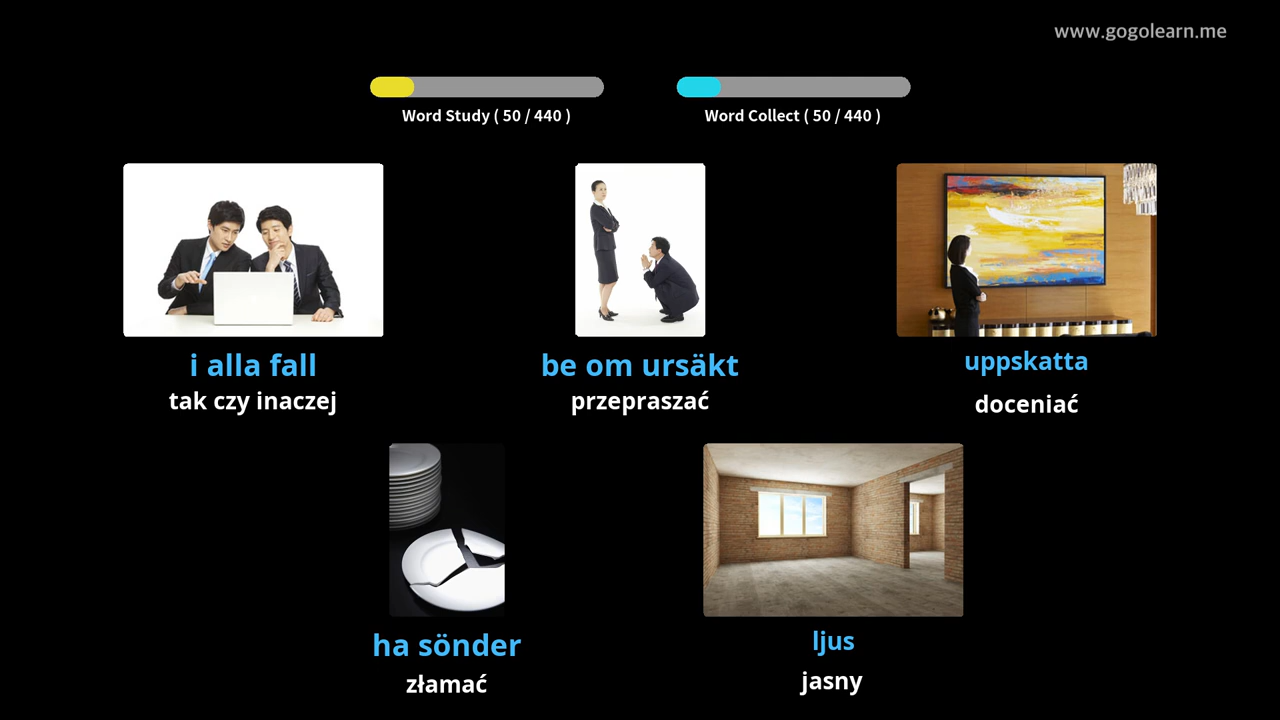 www.gogolearn.me
Word Study ( 50 / 440 )
Word Collect ( 50 / 440 )
i alla fall
tak czy inaczej
be om ursäkt
przepraszać
uppskatta
doceniać
ha sönder
złamać
ljus
jasny